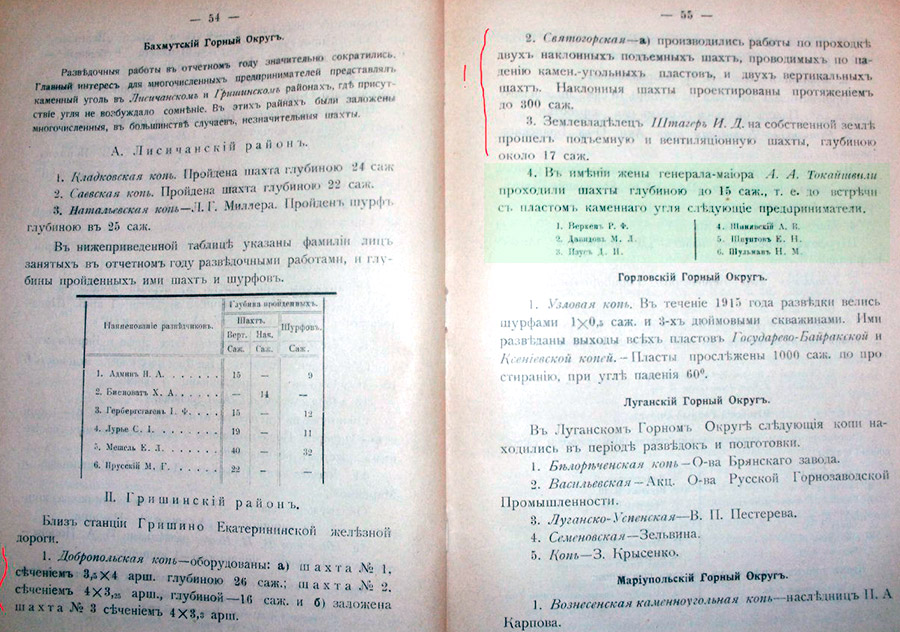 — 54 —
Бахмутскій Горный Округъ.
Развѣдочныя работы въ отчетномъ году значительно сократились.
Главный интересъ для многочисленныхъ предпринимателей представлялъ
каменный уголь въ Лисичанскомъ и Гришинскомъ районахъ, гдѣ присут-
ствіе угля не возбуждало сомнѣніе. Въ этихъ райнахъ были заложены
многочисленныя, въ большинствѣ случаевъ, незначительныя шахты.
А. Лисичанскій районъ.
1. Кладковская копь. Пройдена шахта глубиною 24 саж
2. Саевская копь. Пройдена шахта глубиною 22 саж.
3. Натальевская копь—Л. Г. Миллера. Пройденъ шурфъ
глубиною въ 25 саж.
Въ нижеприведенной таблицѣ указаны фамиліи лицъ
занятыхъ въ отчетномъ году развѣдочными работами, и глу-
бины пройденныхъ ими шахтъ и шурфовъ.
Наименованіе развѣдчиковъ.
Глубина пройденныхъ.
Шахтъ.
Шурфовъ.
Верт. Нак.
Саж. Саж. Саж.
1. Админъ Н. А. . . . . . . 15 — 9
2. Бисноватъ Х. А. . . . . . . — 14 —
3. Гербергсгагенъ І. Ф. . . . . 15 — 12
4. Лурье С. І. . . . . . . . 19 — 11
5. Мешель Е. Л. . . . . . . 40 — 32
6. Прусскій М. Г. . . . . . . 22 — —
II. Гришинскій районъ.
Близъ станціи Гришино Екатерининской желѣзной
дороги.
1. Добропольская копь—оборудованы: а) шахта № 1,
сѣченіемъ 3,5×4 арш. глубиною 26 саж.; шахта № 2.
сѣченіемъ 4×3,25 арш., глубиной—16 саж. и б) заложена
шахта № 3 сѣченіемъ 4×3,5 арш.
— 55 —
2. Святогорская—а) производились работы по проходкѣ
двухъ наклонныхъ подъемныхъ шахтъ, проводимыхъ по па-
денію камен.-угольныхъ пластовъ, и двухъ вертикальныхъ
шахтъ. Наклонныя шахты проектированы протяженіемъ
до 300 саж.
3. Землевладѣлецъ Штагеръ И. Д. на собственной землѣ
прошелъ подъемную и вентиляціонную шахты, глубиною
около 17 саж.
4. Въ имѣніи жены генерала-маіора А. А. Токайшвили
проходили шахты глубиною до 15 саж., т. е. до встрѣчи
съ пластомъ каменнаго угля слѣдующіе предприниматели.
1. Веркенъ Р. Ф.
2. Давидовъ М. Л.
3. Изусъ Д. Н.
4. Шпилевскій А. В.
5. Шпунтовъ Е. Н.
6. Шульманъ Н. М.
Горловскій Горный Округъ.
1. Узловая копь. Въ теченіе 1915 года развѣдки велись
шурфами 1×0,5 саж. и 3-хъ дюймовыми скважинами. Ими
развѣданы выходы всѣхъ пластовъ Государево-Байракской и
Ксеніевской копей.—Пласты прослѣжены 1000 саж. по про
стиранію, при углѣ паденія 60⁰.
Луганскій Горный Округъ.
Въ Луганскомъ Горномъ Округѣ слѣдующія копи на-
ходились въ періодѣ развѣдокъ и подготовки.
1. Бѣлорѣченская копь—О-ва Брянскаго завода.
2. Васильевская—Акц. О-ва Русской Горнозаводской
Промышленности.
3. Луганско-Успенская—В. П. Пестерева.
4. Семеновская—Зельвина.
5. Копь—З. Крысенко.
Маріупольскій Горный Округъ.
1. Вознесенская каменноугольная копь—наслѣдницъ П. А
Карпова.